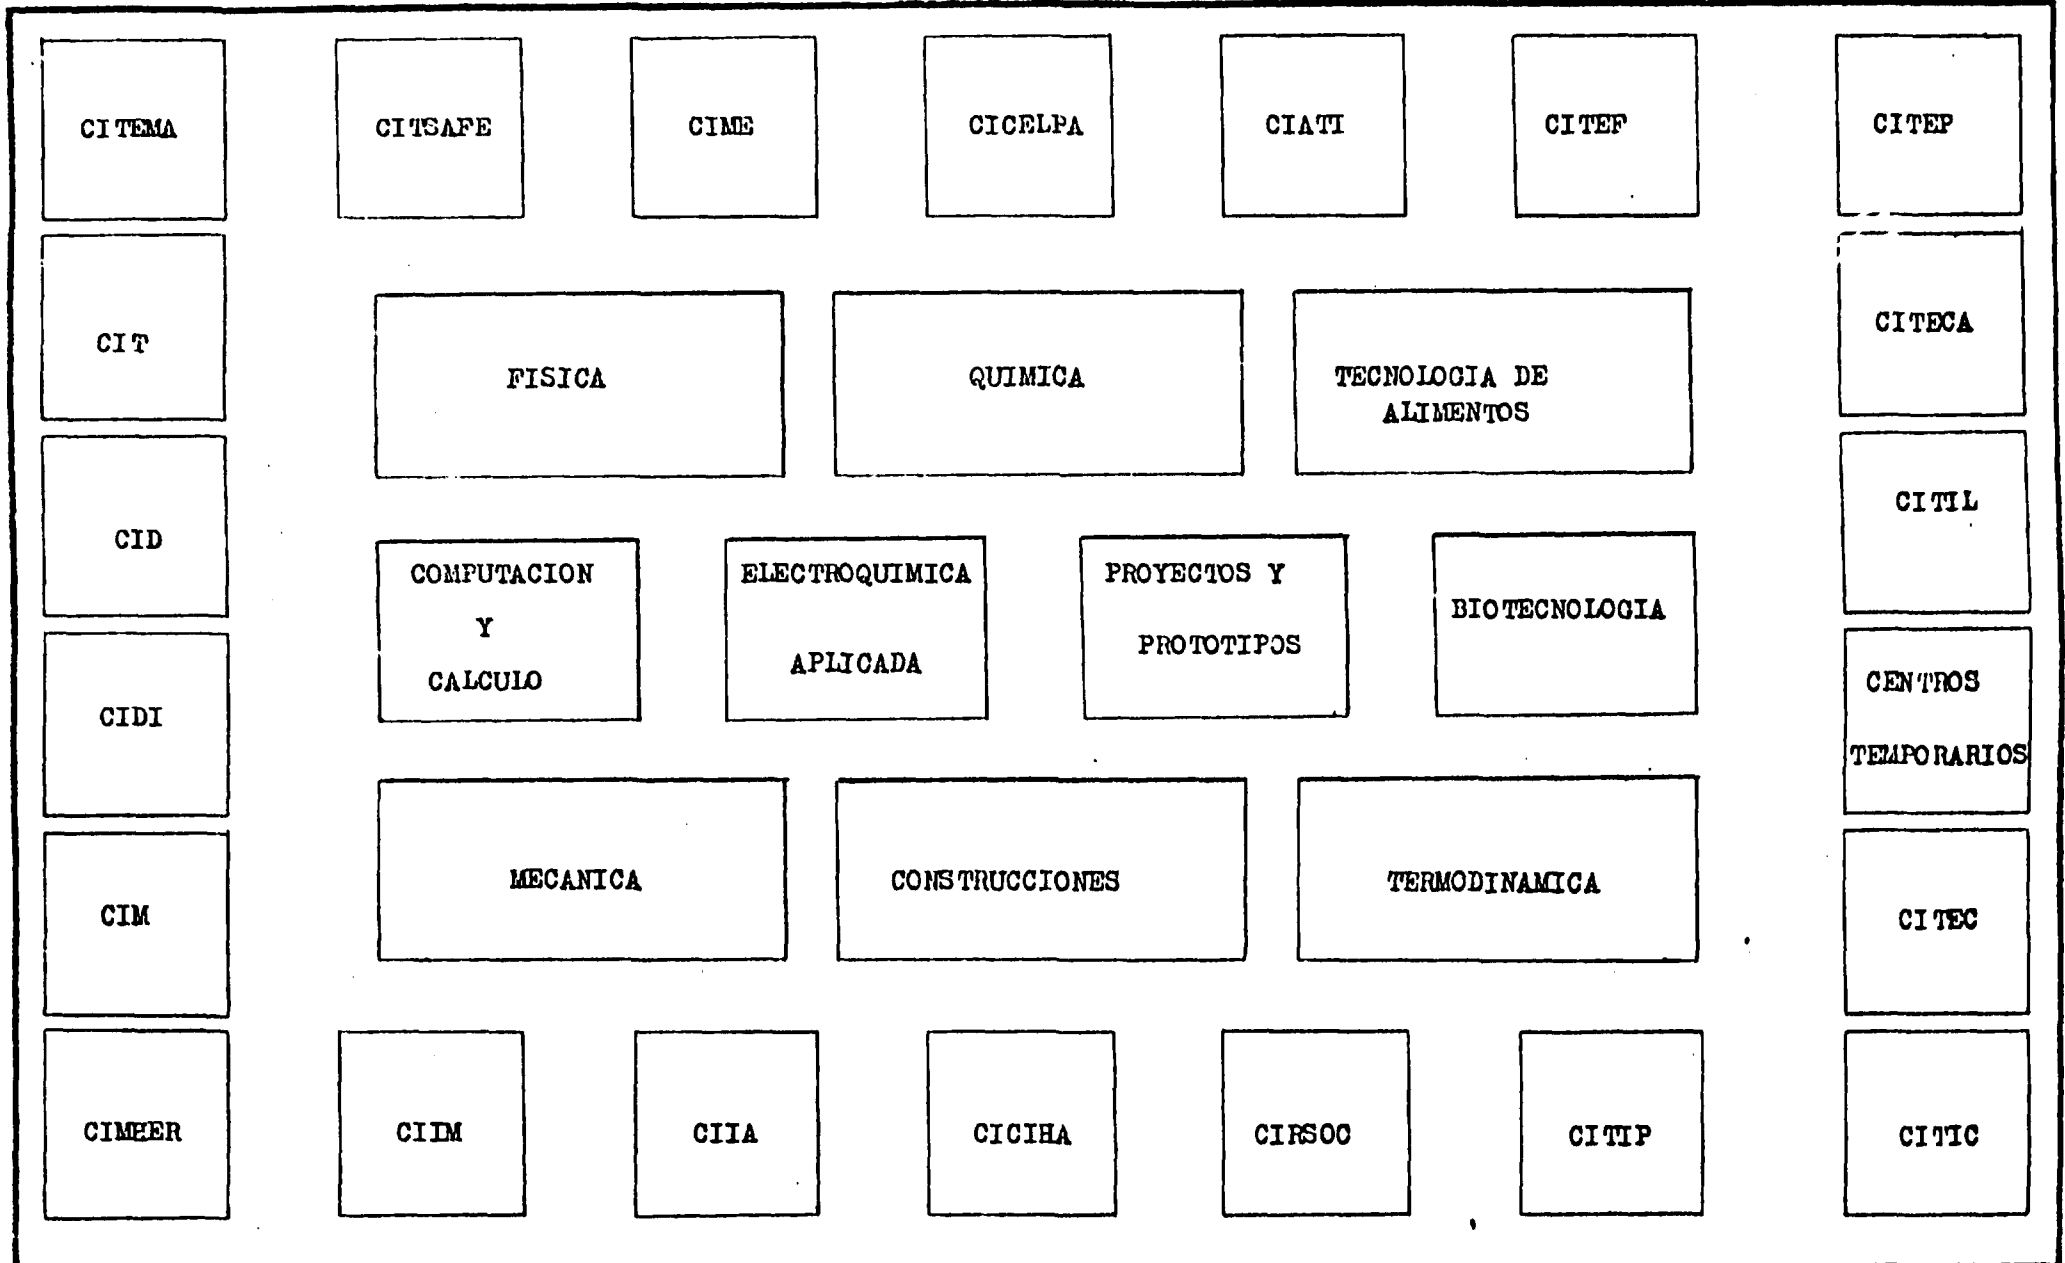 CITEMA
CITSAFE
CIME
CICELPA
CIATI
CITEF
CITEP
CIT
FISICA
QUIMICA
TECNOLOGIA DE
ALIMENTOS
CITECA
CID
COMPUTACION
Y
CALCULO
ELECTROQUIMICA
APLICADA
PROYECTOS Y
PROTOTIPOS
BIOTECNOLOGIA
CITIL
CIDI
CENTROS
TEMPORARIOS
CIM
MECANICA
CONSTRUCCIONES
TERMODINAMICA
CITEC
CIMHER
CIIM
CIIA
CICIHA
CIRSOC
CITIP
CITIC